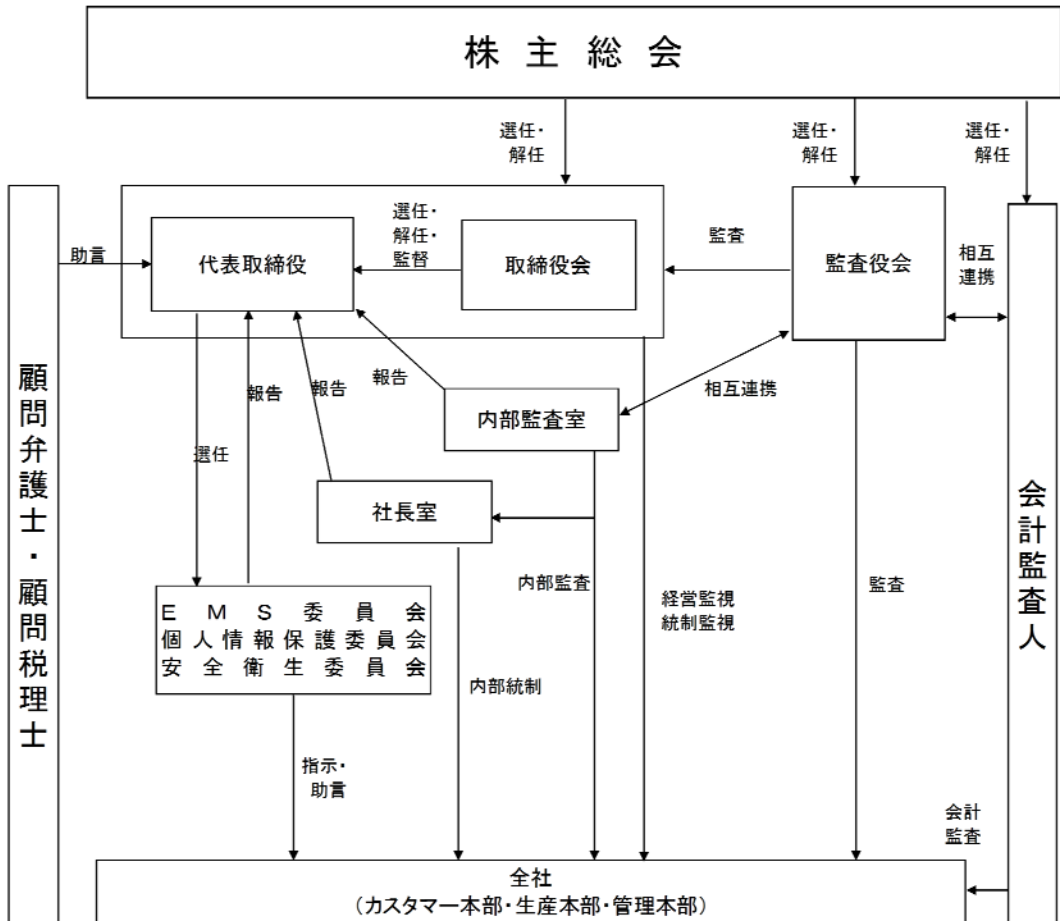 株主総会
選任・
解任
選任・
解任
選任・
解任
顧問弁護士・顧問税理士
助言
代表取締役
選任・
解任・
監督
取締役会
監査
監査役会
相互
連携
会計監査人
報告
報告
報告
相互連携
内部監査室
選任
社長室
内部監査
経営監視
統制監視
監査
EMS委員会
個人情報保護委員会
安全衛生委員会
内部統制
指示・
助言
会計
監査
全社
(カスタマー本部・生産本部・管理本部)